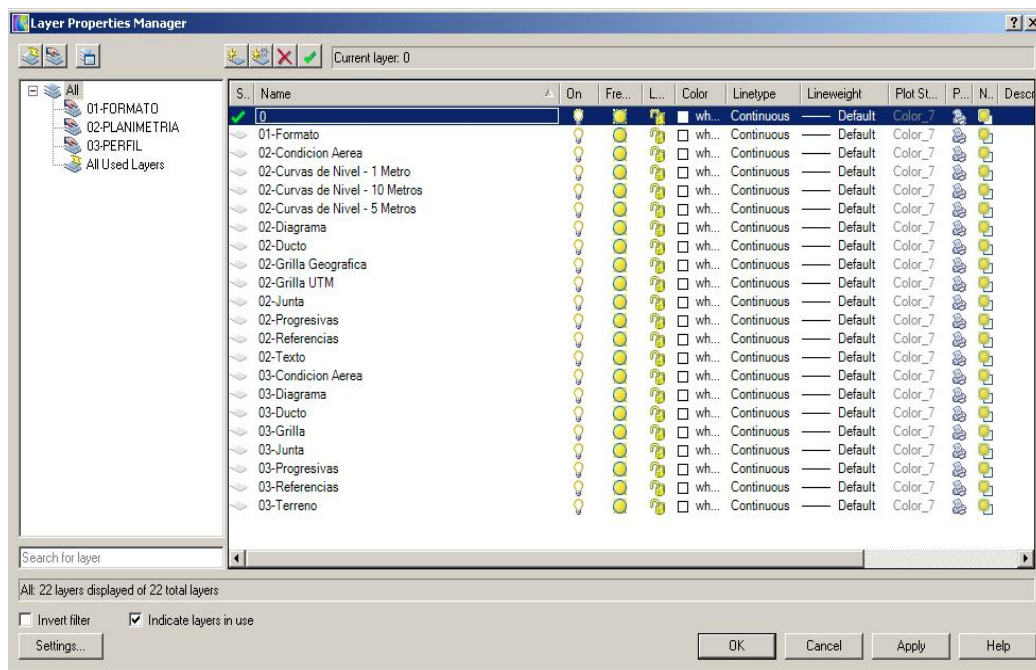 Layer Properties Manager
Current layer: 0
All
01-FORMATO
02-PLANIMETRIA
03-PERFIL
All Used Layers
S.. Name On Fre... L... Color Linetype Lineweight Plot St... P... N.. Descr
0 wh... Continuous Default Color_7
01-Formato wh... Continuous Default Color_7
02-Condicion Aerea wh... Continuous Default Color_7
02-Curvas de Nivel - 1 Metro wh... Continuous Default Color_7
02-Curvas de Nivel - 10 Metros wh... Continuous Default Color_7
02-Curvas de Nivel - 5 Metros wh... Continuous Default Color_7
02-Diagrama wh... Continuous Default Color_7
02-Ducto wh... Continuous Default Color_7
02-Grilla Geografica wh... Continuous Default Color_7
02-Grilla UTM wh... Continuous Default Color_7
02-Junta wh... Continuous Default Color_7
02-Progresivas wh... Continuous Default Color_7
02-Referencias wh... Continuous Default Color_7
02-Texto wh... Continuous Default Color_7
03-Condicion Aerea wh... Continuous Default Color_7
03-Diagrama wh... Continuous Default Color_7
03-Ducto wh... Continuous Default Color_7
03-Grilla wh... Continuous Default Color_7
03-Junta wh... Continuous Default Color_7
03-Progresivas wh... Continuous Default Color_7
03-Referencias wh... Continuous Default Color_7
03-Terreno wh... Continuous Default Color_7
Search for layer
All: 22 layers displayed of 22 total layers
Invert filter Indicate layers in use
Settings... OK Cancel Apply Help